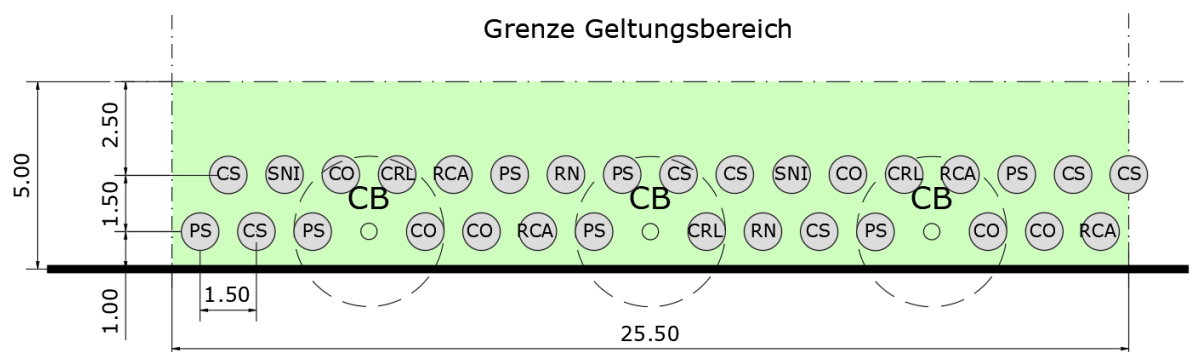 Grenze Geltungsbereich
2.50
5.00
1.50
1.00
CS SNI CO CRL RCA PS RN PS CS CS SNI CO CRL RCA PS CS CS
CB CB CB
PS CS PS CO CO RCA PS CRL RN CS PS CO CO RCA
1.50
25.50